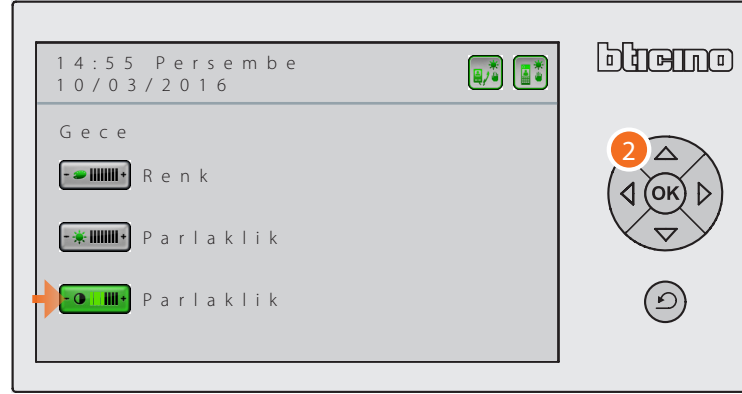 14:55 Persembe
10/03/2016
bticino
Gece
Renk
Parlaklik
Parlaklik
2
OK